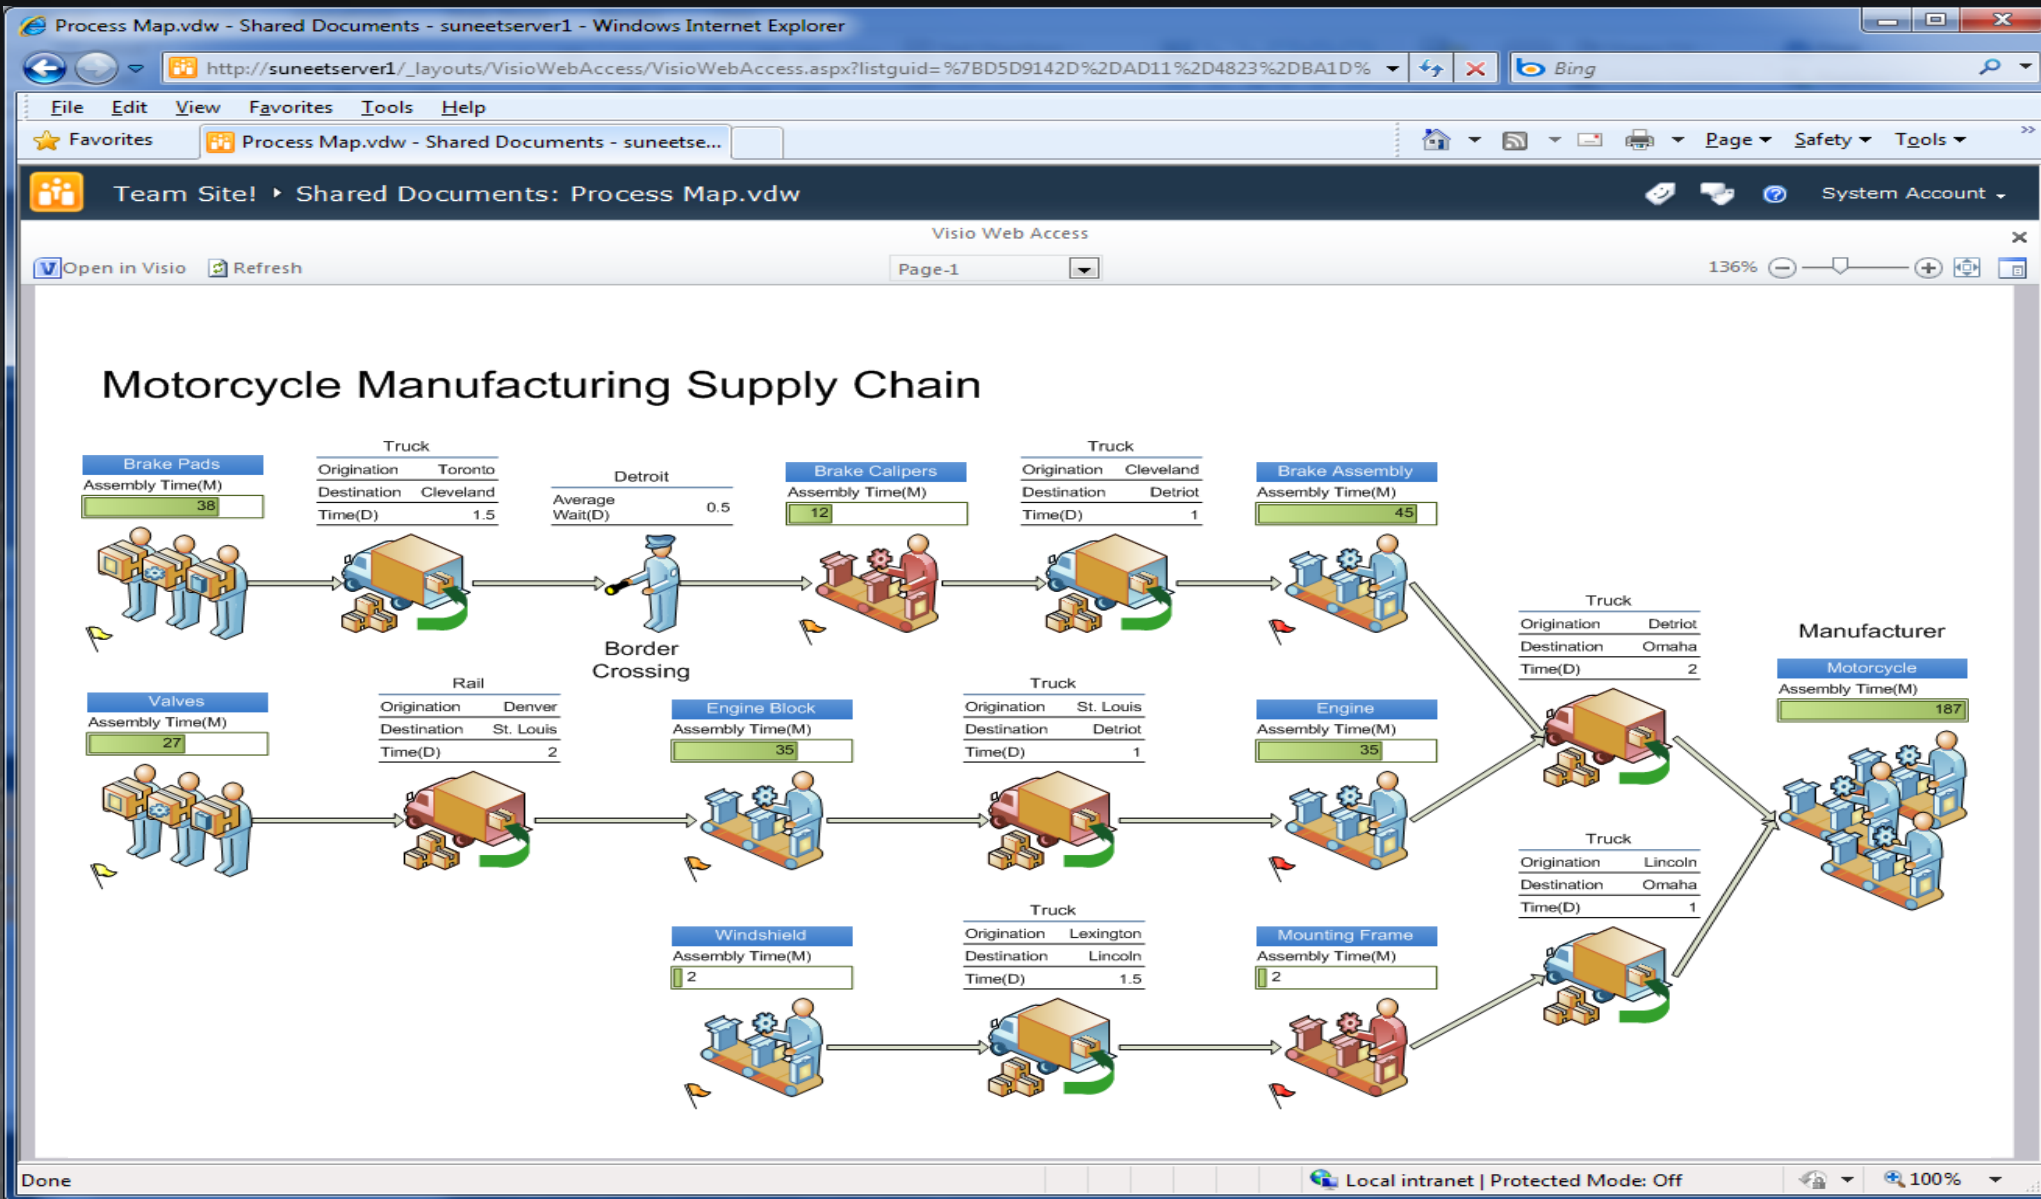 Process Map.vdw - Shared Documents - suneetserver1 - Windows Internet Explorer
http://suneetserver1/_layouts/VisioWebAccess/VisioWebAccess.aspx?listguid=%7BD5D9142D%2DAD11%2D4823%2DBA1D%
Bing
File Edit View Favorites Tools Help
Favorites
Process Map.vdw - Shared Documents - suneetse...
Page Safety Tools
Team Site! Shared Documents: Process Map.vdw
System Account
Visio Web Access
Open in Visio Refresh
Page-1
136%
Motorcycle Manufacturing Supply Chain
Brake Pads
Assembly Time(M)
38
Truck
Origination Toronto
Destination Cleveland
Time(D) 1.5
Detroit
Average
Wait(D) 0.5
Border
Crossing
Brake Calipers
Assembly Time(M)
12
Truck
Origination Cleveland
Destination Detriot
Time(D) 1
Brake Assembly
Assembly Time(M)
45
Truck
Origination Detriot
Destination Omaha
Time(D) 2
Manufacturer
Motorcycle
Assembly Time(M)
187
Valves
Assembly Time(M)
27
Rail
Origination Denver
Destination St. Louis
Time(D) 2
Engine Block
Assembly Time(M)
35
Truck
Origination St. Louis
Destination Detriot
Time(D) 1
Engine
Assembly Time(M)
35
Truck
Origination Lincoln
Destination Omaha
Time(D) 1
Windshield
Assembly Time(M)
2
Truck
Origination Lexington
Destination Lincoln
Time(D) 1.5
Mounting Frame
Assembly Time(M)
2
Done
Local intranet | Protected Mode: Off
100%